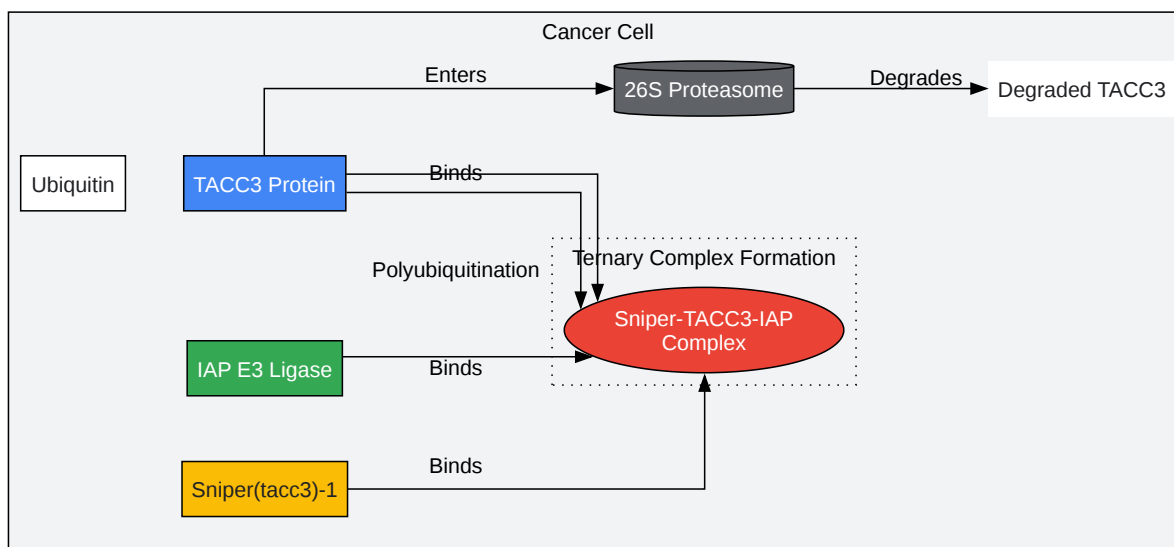 Cancer Cell
Enters
26S Proteasome
Degrades
Degraded TACC3
Ubiquitin
TACC3 Protein
Binds
Polyubiquitination
Ternary Complex Formation
Sniper-TACC3-IAP
Complex
IAP E3 Ligase
Binds
Sniper(tacc3)-1
Binds